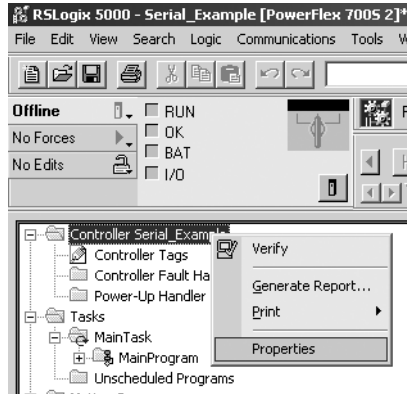 RSLogix 5000 - Serial_Example [PowerFlex 700S 2]*
File Edit View Search Logic Communications Tools
Offline
RUN
No Forces
OK
No Edits
BAT
I/O
Controller Serial_Example
Controller Tags
Controller Fault Ha
Power-Up Handler
Tasks
MainTask
MainProgram
Unscheduled Programs
Verify
Generate Report...
Print
Properties